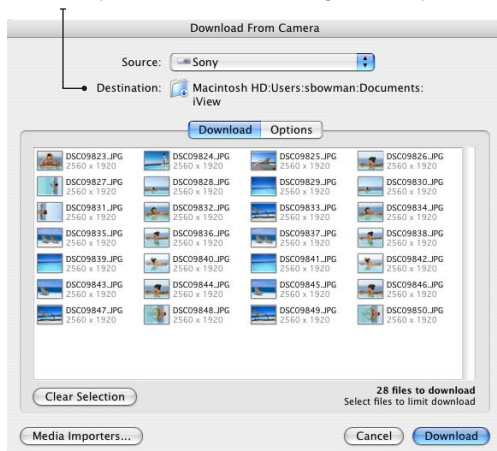 Download From Camera
Source: Sony
Destination: Macintosh HD:Users:sbowman:Documents:
iView
Download Options
DSC09823.JPG DSC09824.JPG DSC09825.JPG DSC09826.JPG
2560 x 1920 2560 x 1920 2560 x 1920 2560 x 1920
DSC09827.JPG DSC09828.JPG DSC09829.JPG DSC09830.JPG
2560 x 1920 2560 x 1920 2560 x 1920 2560 x 1920
DSC09831.JPG DSC09832.JPG DSC09833.JPG DSC09834.JPG
2560 x 1920 2560 x 1920 2560 x 1920 2560 x 1920
DSC09835.JPG DSC09836.JPG DSC09837.JPG DSC09838.JPG
2560 x 1920 2560 x 1920 2560 x 1920 2560 x 1920
DSC09839.JPG DSC09840.JPG DSC09841.JPG DSC09842.JPG
2560 x 1920 2560 x 1920 2560 x 1920 2560 x 1920
DSC09843.JPG DSC09844.JPG DSC09845.JPG DSC09846.JPG
2560 x 1920 2560 x 1920 2560 x 1920 2560 x 1920
DSC09847.JPG DSC09848.JPG DSC09849.JPG DSC09850.JPG
2560 x 1920 2560 x 1920 2560 x 1920 2560 x 1920
Clear Selection
28 files to download
Select files to limit download
Media Importers... Cancel Download